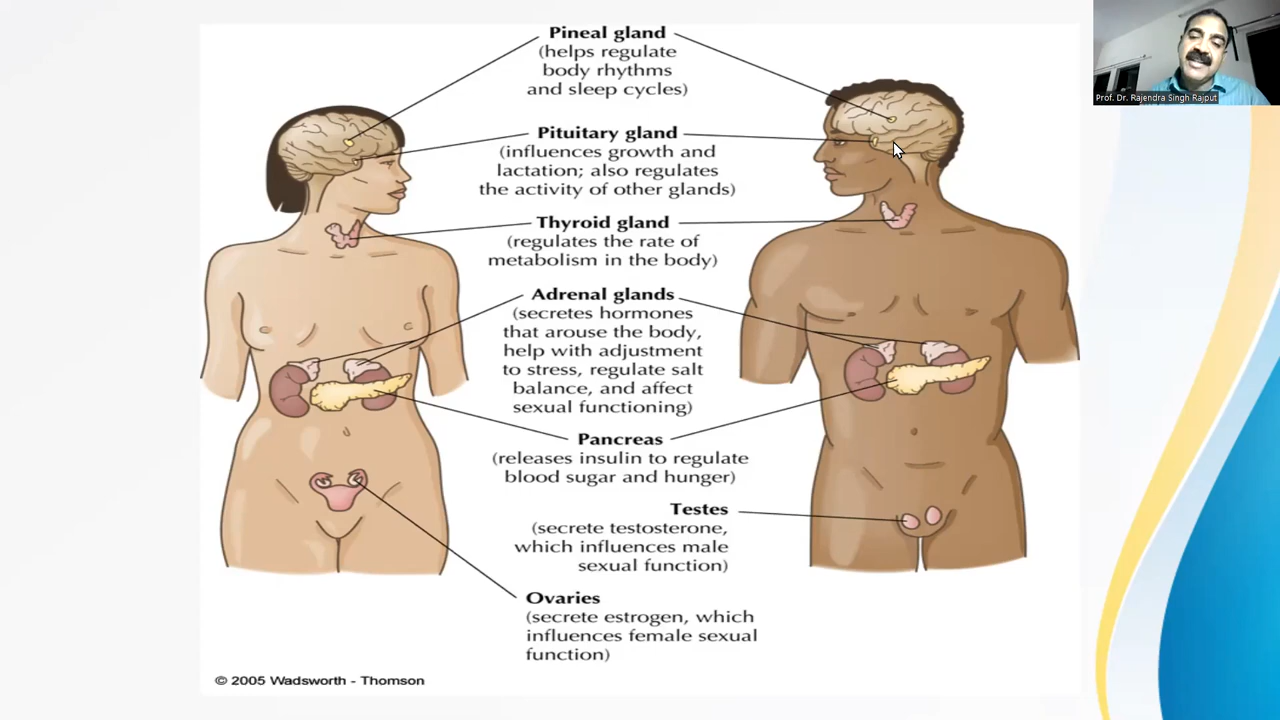 Pineal gland
(helps regulate
body rhythms
and sleep cycles)
Prof. Dr. Rajendra Singh Rajput
Pituitary gland
(influences growth and
lactation; also regulates
the activity of other glands)
Thyroid gland
(regulates the rate of
metabolism in the body)
Adrenal glands
(secretes hormones
that arouse the body,
help with adjustment
to stress, regulate salt
balance, and affect
sexual functioning)
Pancreas
(releases insulin to regulate
blood sugar and hunger)
Testes
(secrete testosterone,
which influences male
sexual function)
Ovaries
(secrete estrogen, which
influences female sexual
function)
© 2005 Wadsworth - Thomson